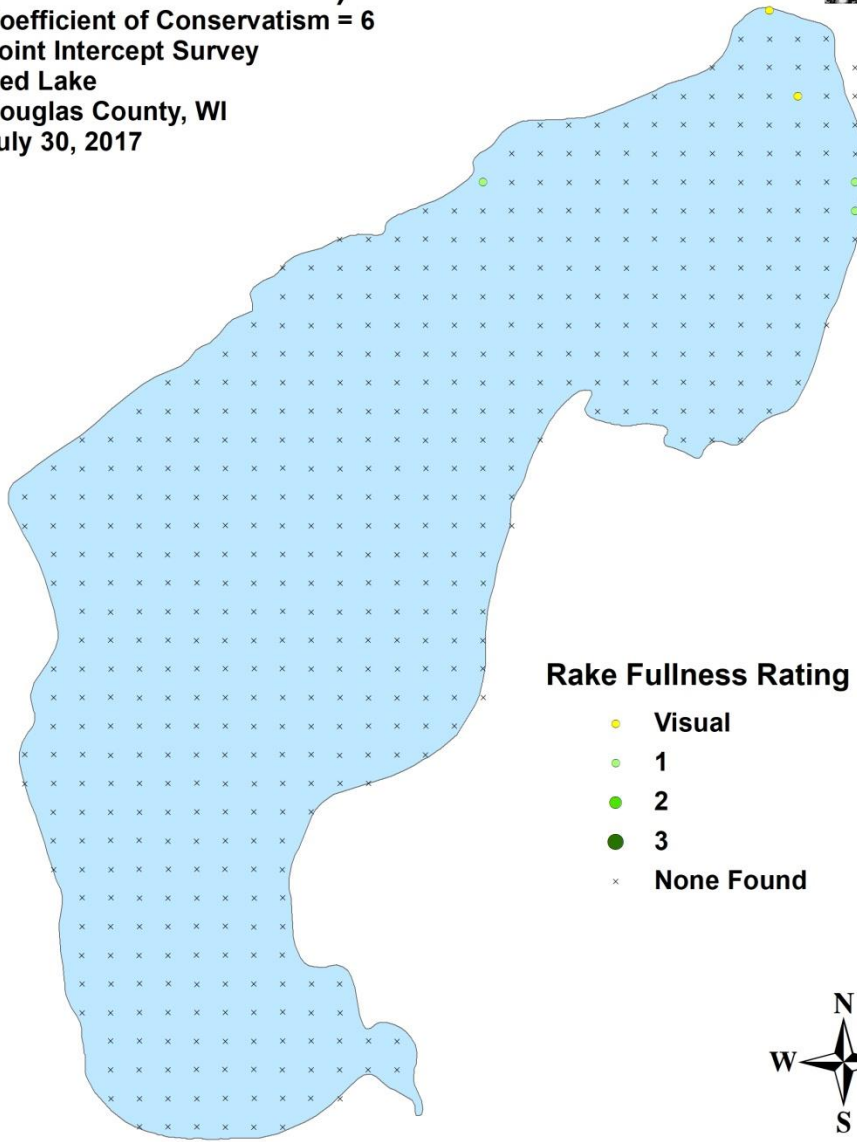 oefficient of Conservatism = 6
oint Intercept Survey
ed Lake
ouglas County, WI
uly 30, 2017
Rake Fullness Rating
Visual
1
2
3
None Found
N
W
S